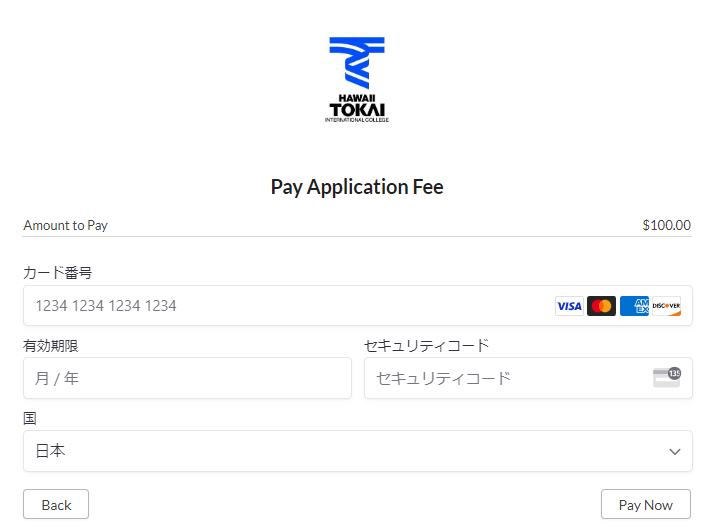 HAWAII
TOKAI
INTERNATIONAL COLLEGE
Pay Application Fee
Amount to Pay $100.00
カード番号
1234 1234 1234 1234 VISA AM EX DISCOVER
有効期限 セキュリティコード
月 / 年 セキュリティコード 135
国
日本
Back Pay Now